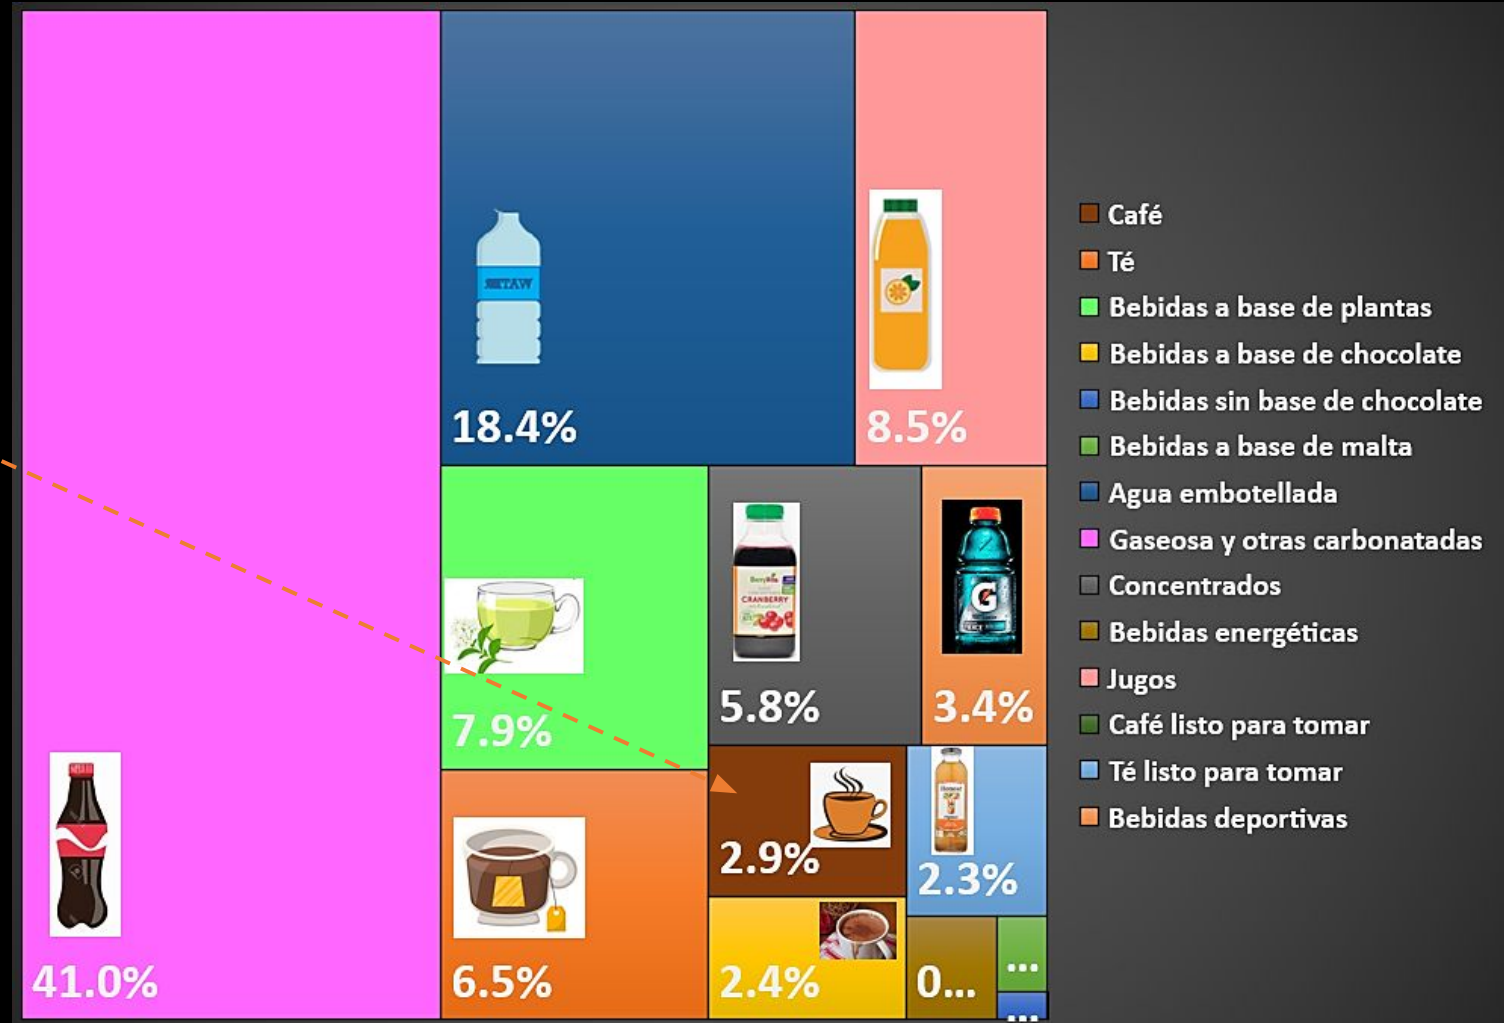 18.4%
8.5%
Café
Té
Bebidas a base de plantas
Bebidas a base de chocolate
Bebidas sin base de chocolate
Bebidas a base de malta
Agua embotellada
Gaseosa y otras carbonatadas
Concentrados
Bebidas energéticas
Jugos
Café listo para tomar
Té listo para tomar
Bebidas deportivas
CRANBERRY
G
7.9%
5.8%
3.4%
2.9%
2.3%
41.0%
6.5%
2.4%
0...
...
...